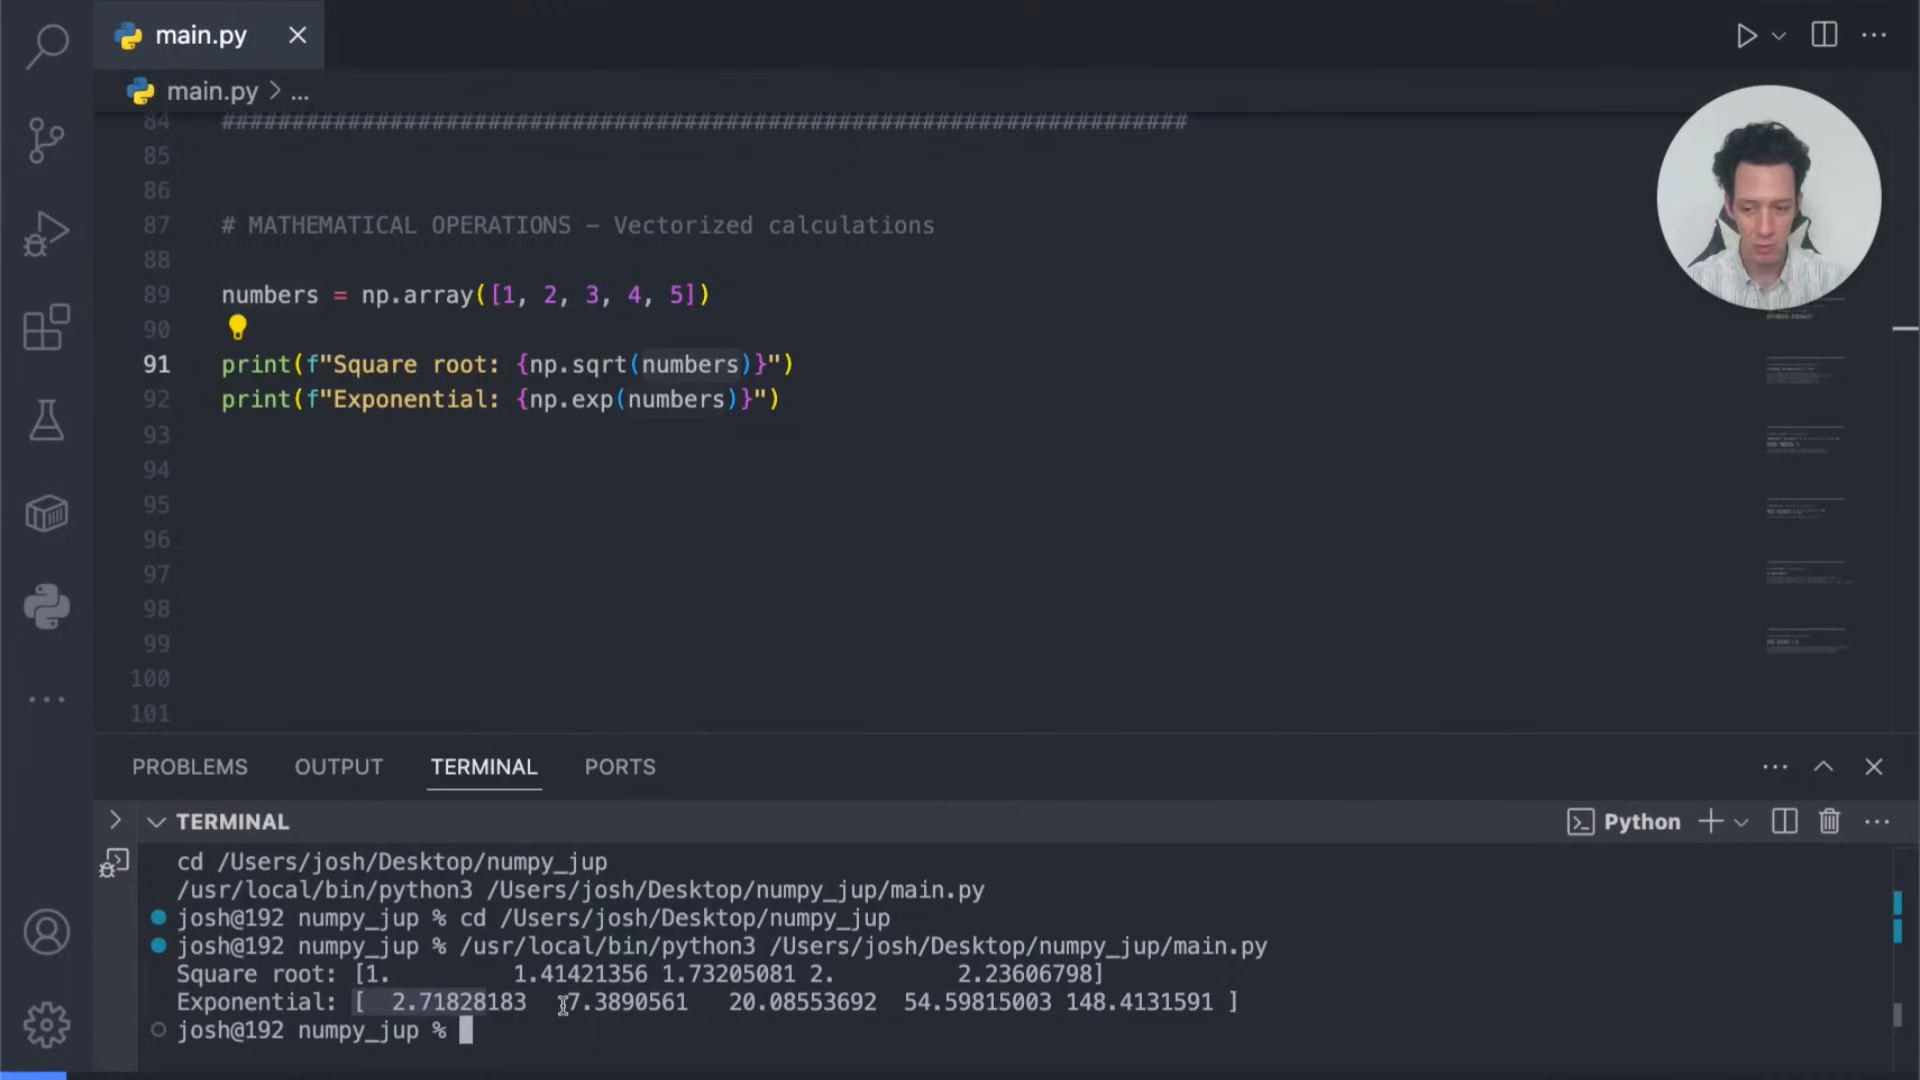 main.py
main.py > ...
84 #####################################################################
85
86
87 # MATHEMATICAL OPERATIONS – Vectorized calculations
88
89 numbers = np.array([1, 2, 3, 4, 5])
90
91 print(f"Square root: {np.sqrt(numbers)}")
92 print(f"Exponential: {np.exp(numbers)}")
93
94
95
96
97
98
99
100
101
PROBLEMS OUTPUT TERMINAL PORTS
TERMINAL Python
cd /Users/josh/Desktop/numpy_jup
/usr/local/bin/python3 /Users/josh/Desktop/numpy_jup/main.py
josh@192 numpy_jup % cd /Users/josh/Desktop/numpy_jup
josh@192 numpy_jup % /usr/local/bin/python3 /Users/josh/Desktop/numpy_jup/main.py
Square root: [1. 1.41421356 1.73205081 2. 2.23606798]
Exponential: [ 2.71828183 7.3890561 20.08553692 54.59815003 148.4131591 ]
josh@192 numpy_jup %